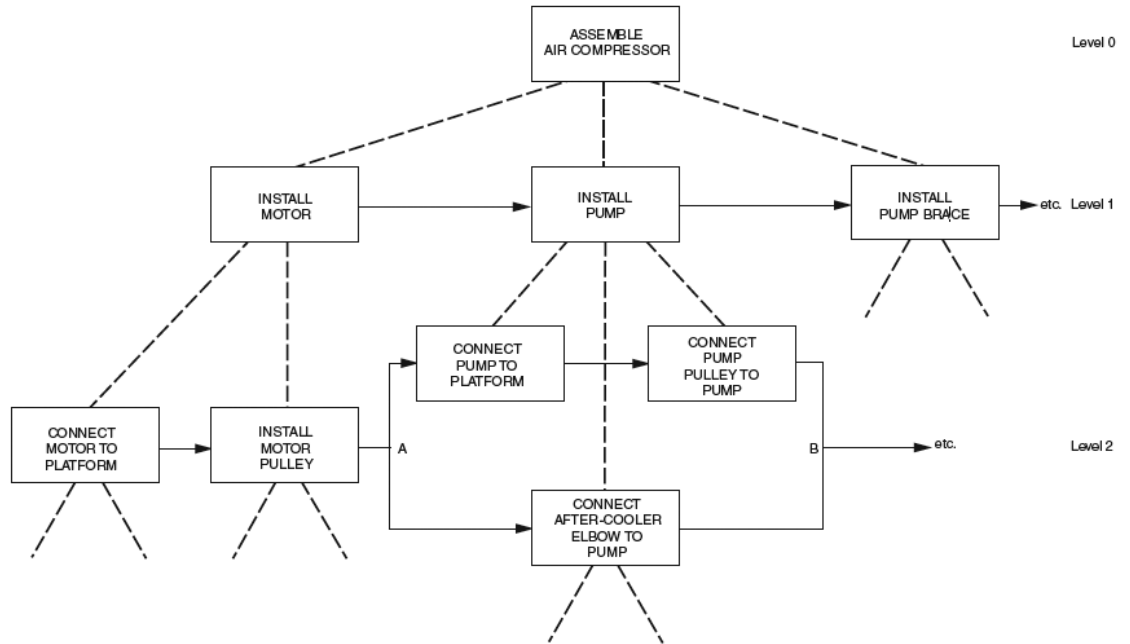 ASSEMBLE
AIR COMPRESSOR
Level 0
INSTALL
MOTOR
INSTALL
PUMP
INSTALL
PUMP BRACE
etc.
Level 1
CONNECT
PUMP TO
PLATFORM
CONNECT
PUMP
PULLEY TO
PUMP
CONNECT
MOTOR TO
PLATFORM
INSTALL
MOTOR
PULLEY
A
B
etc.
Level 2
CONNECT
AFTER-COOLER
ELBOW TO
PUMP